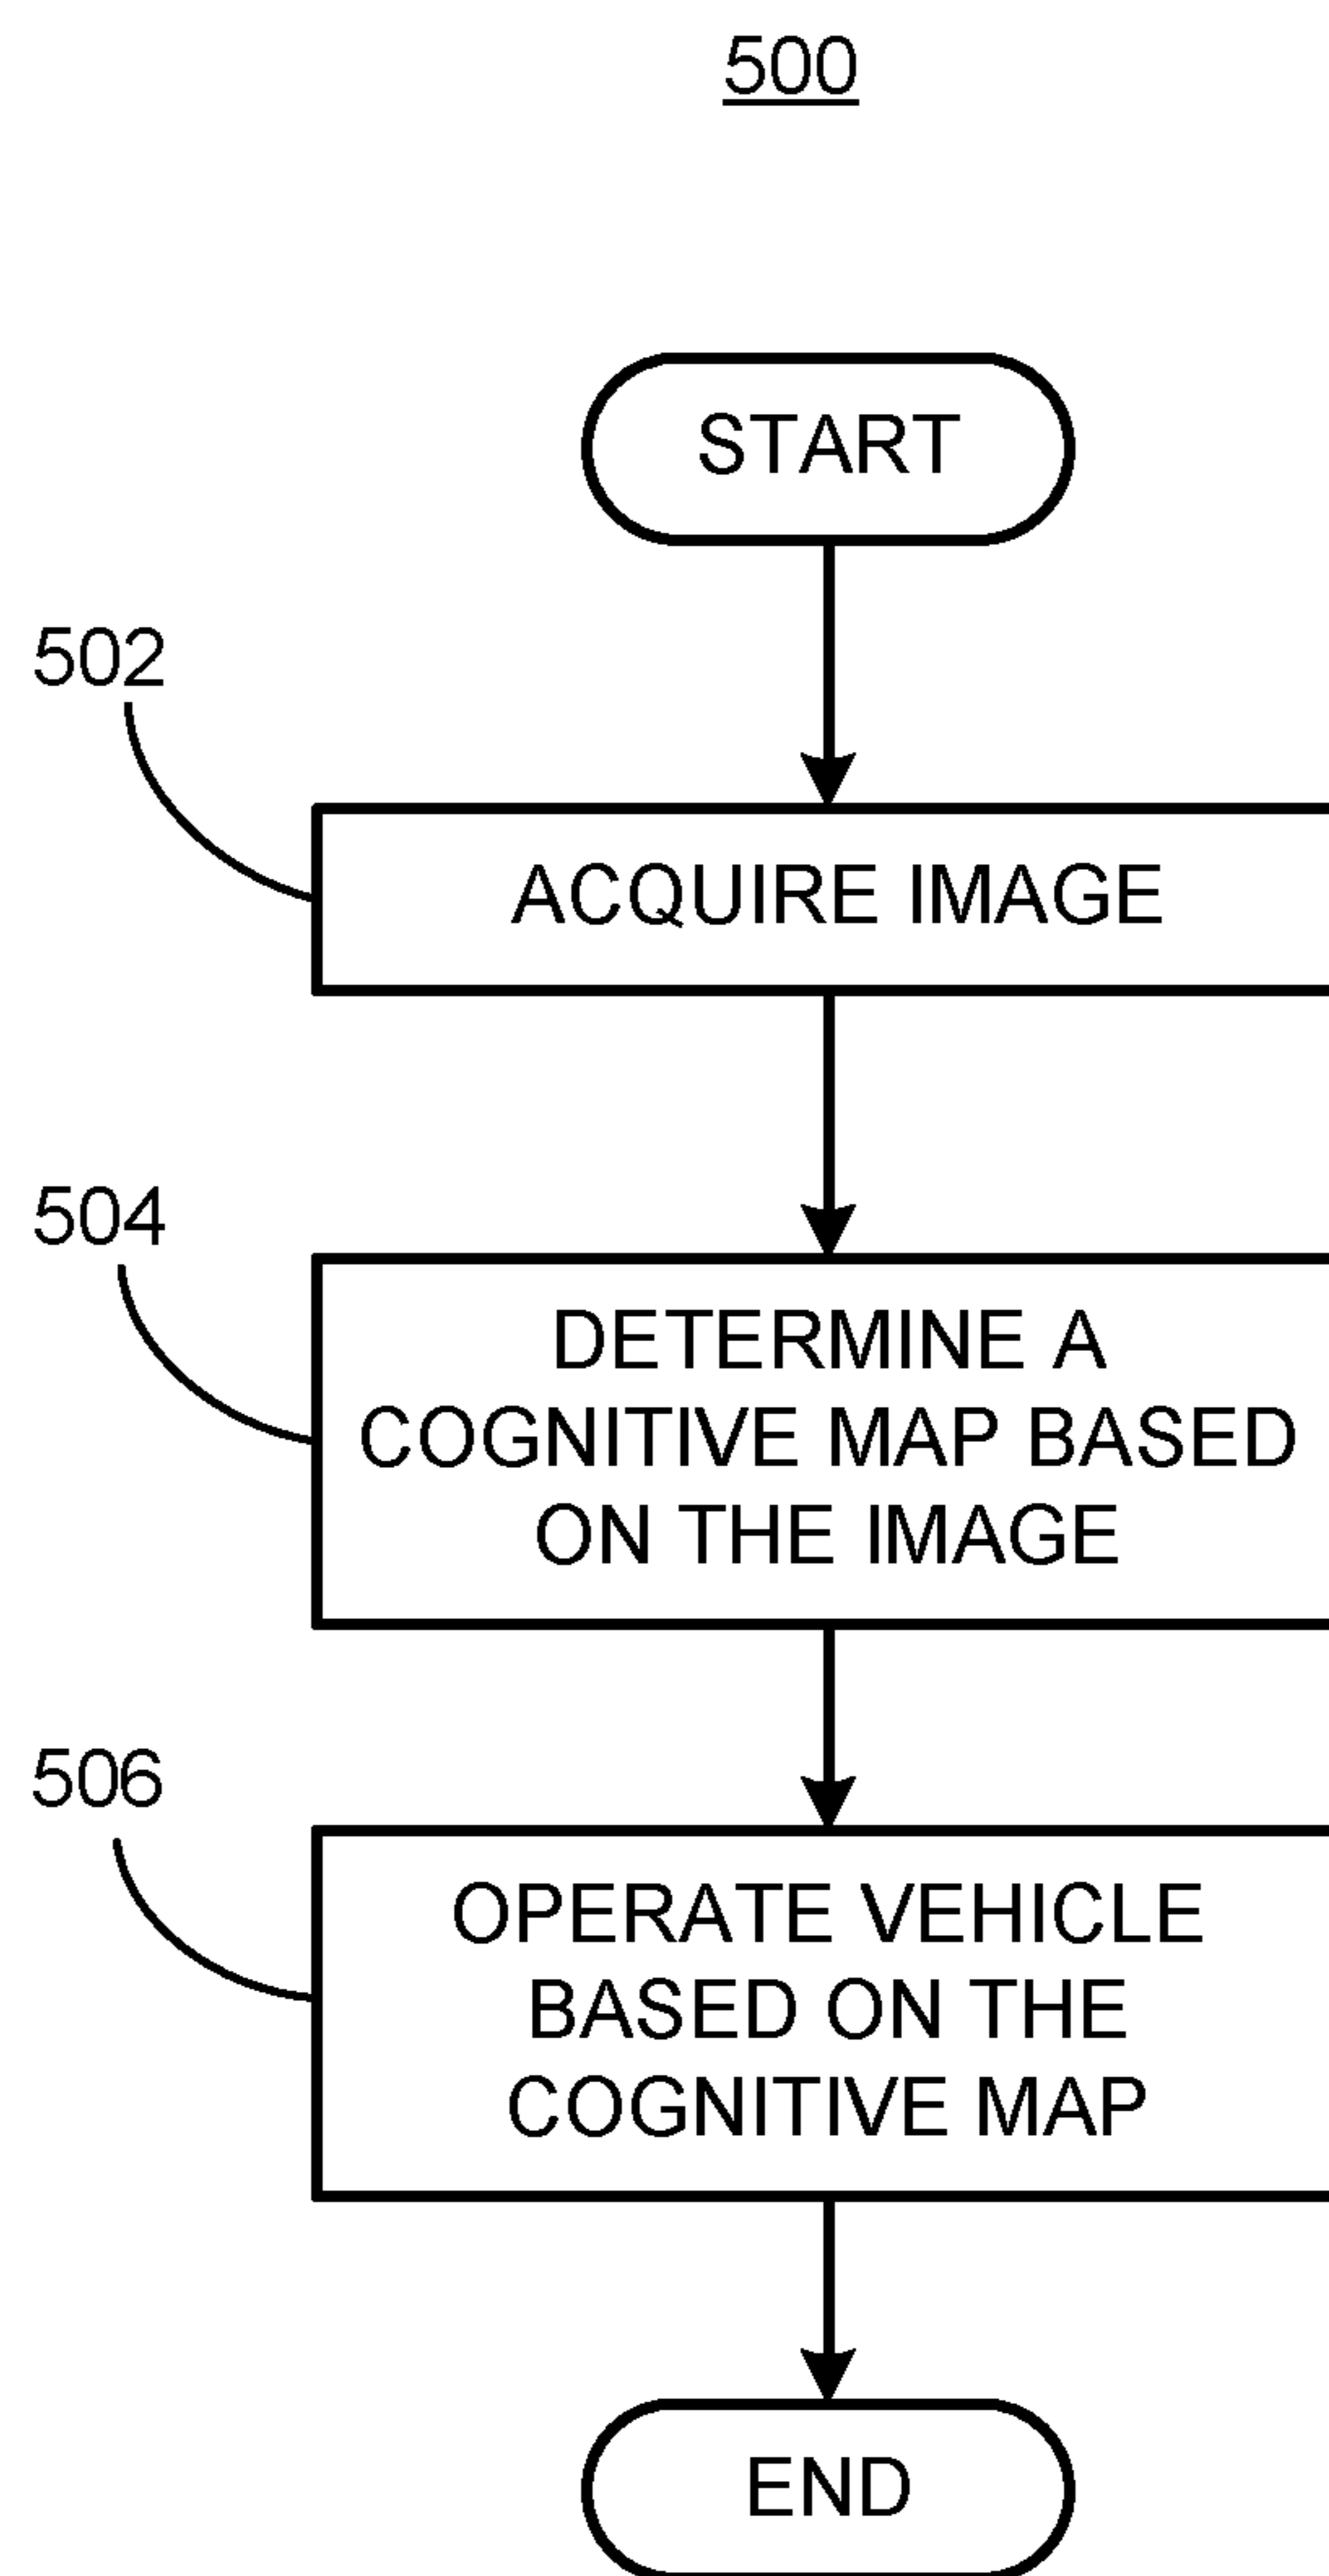 500
START
502
ACQUIRE IMAGE
504
DETERMINE A
COGNITIVE MAP BASED
ON THE IMAGE
506
OPERATE VEHICLE
BASED ON THE
COGNITIVE MAP
END